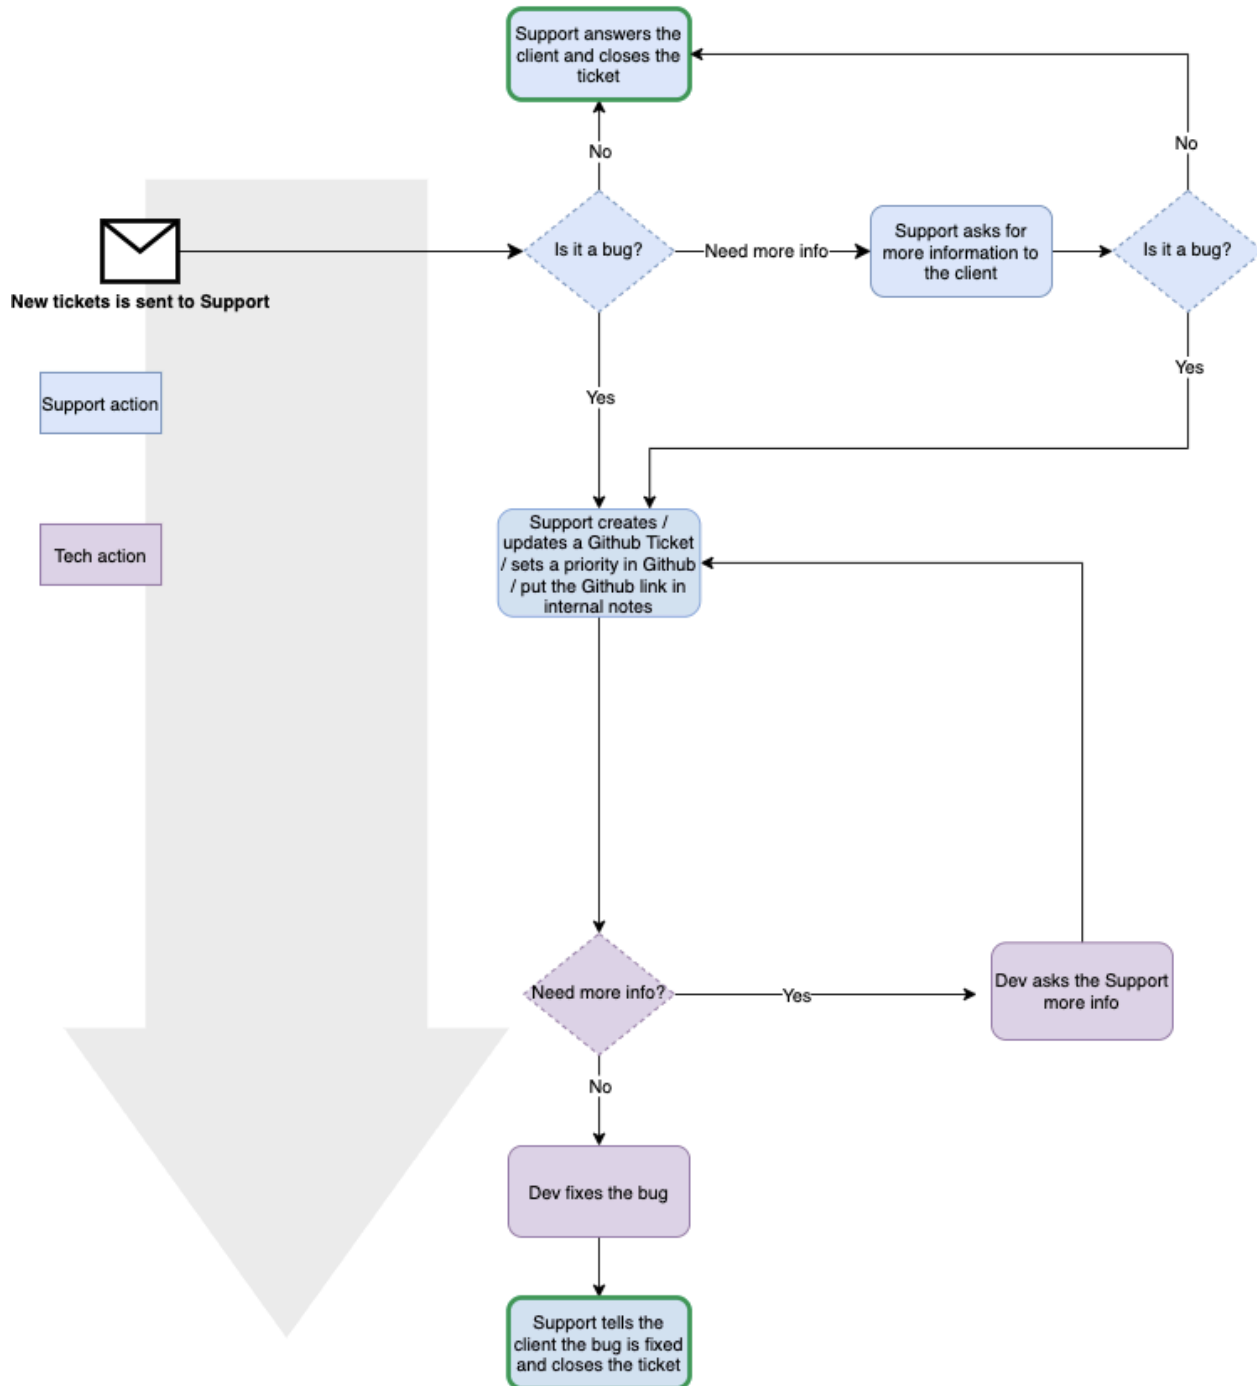 Support answers the
client and closes the
ticket
No
No
Is it a bug?
Need more info
Support asks for
more information to
the client
Is it a bug?
New tickets is sent to Support
Yes
Yes
Support action
Support creates /
updates a Github Ticket
/ sets a priority in Github
/ put the Github link in
internal notes
Tech action
Need more info?
Yes
Dev asks the Support
more info
No
Dev fixes the bug
Support tells the
client the bug is fixed
and closes the ticket